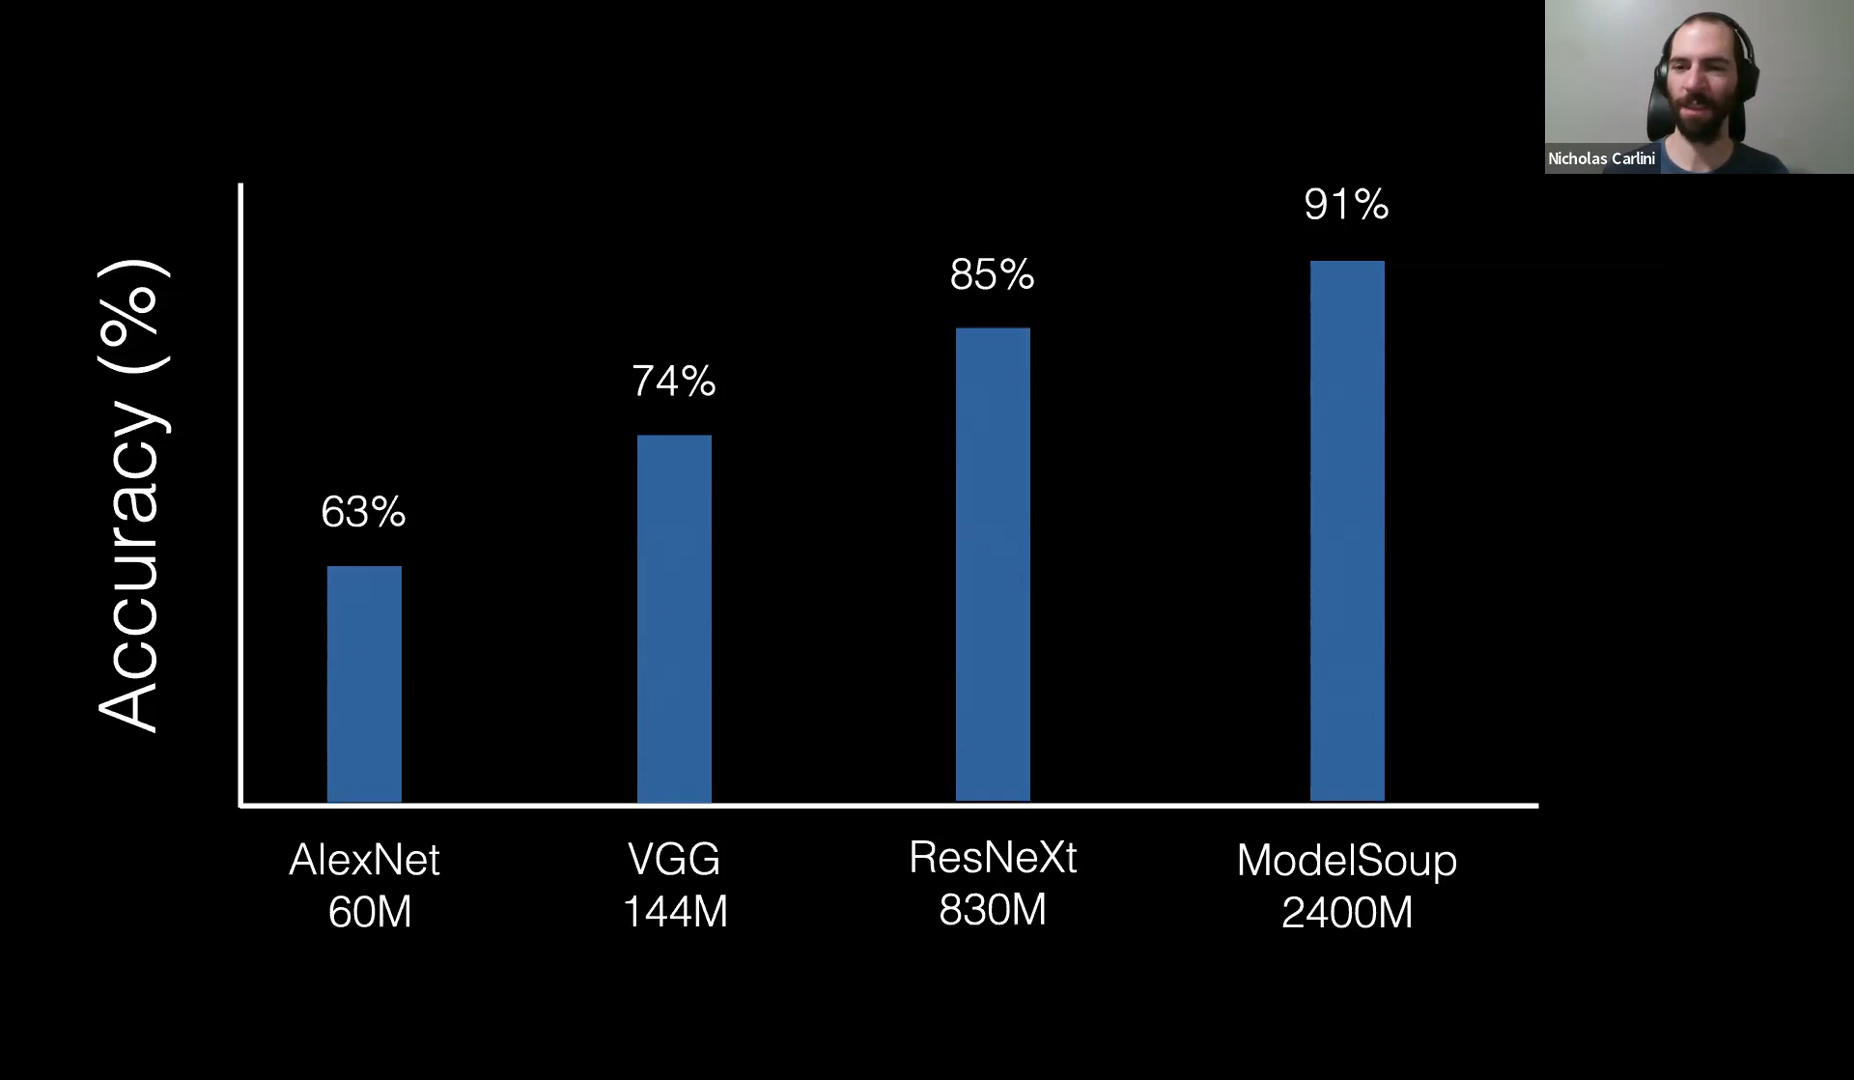 Nicholas Carlini
Accuracy (%)
63%
74%
85%
91%
AlexNet
60M
VGG
144M
ResNeXt
830M
ModelSoup
2400M